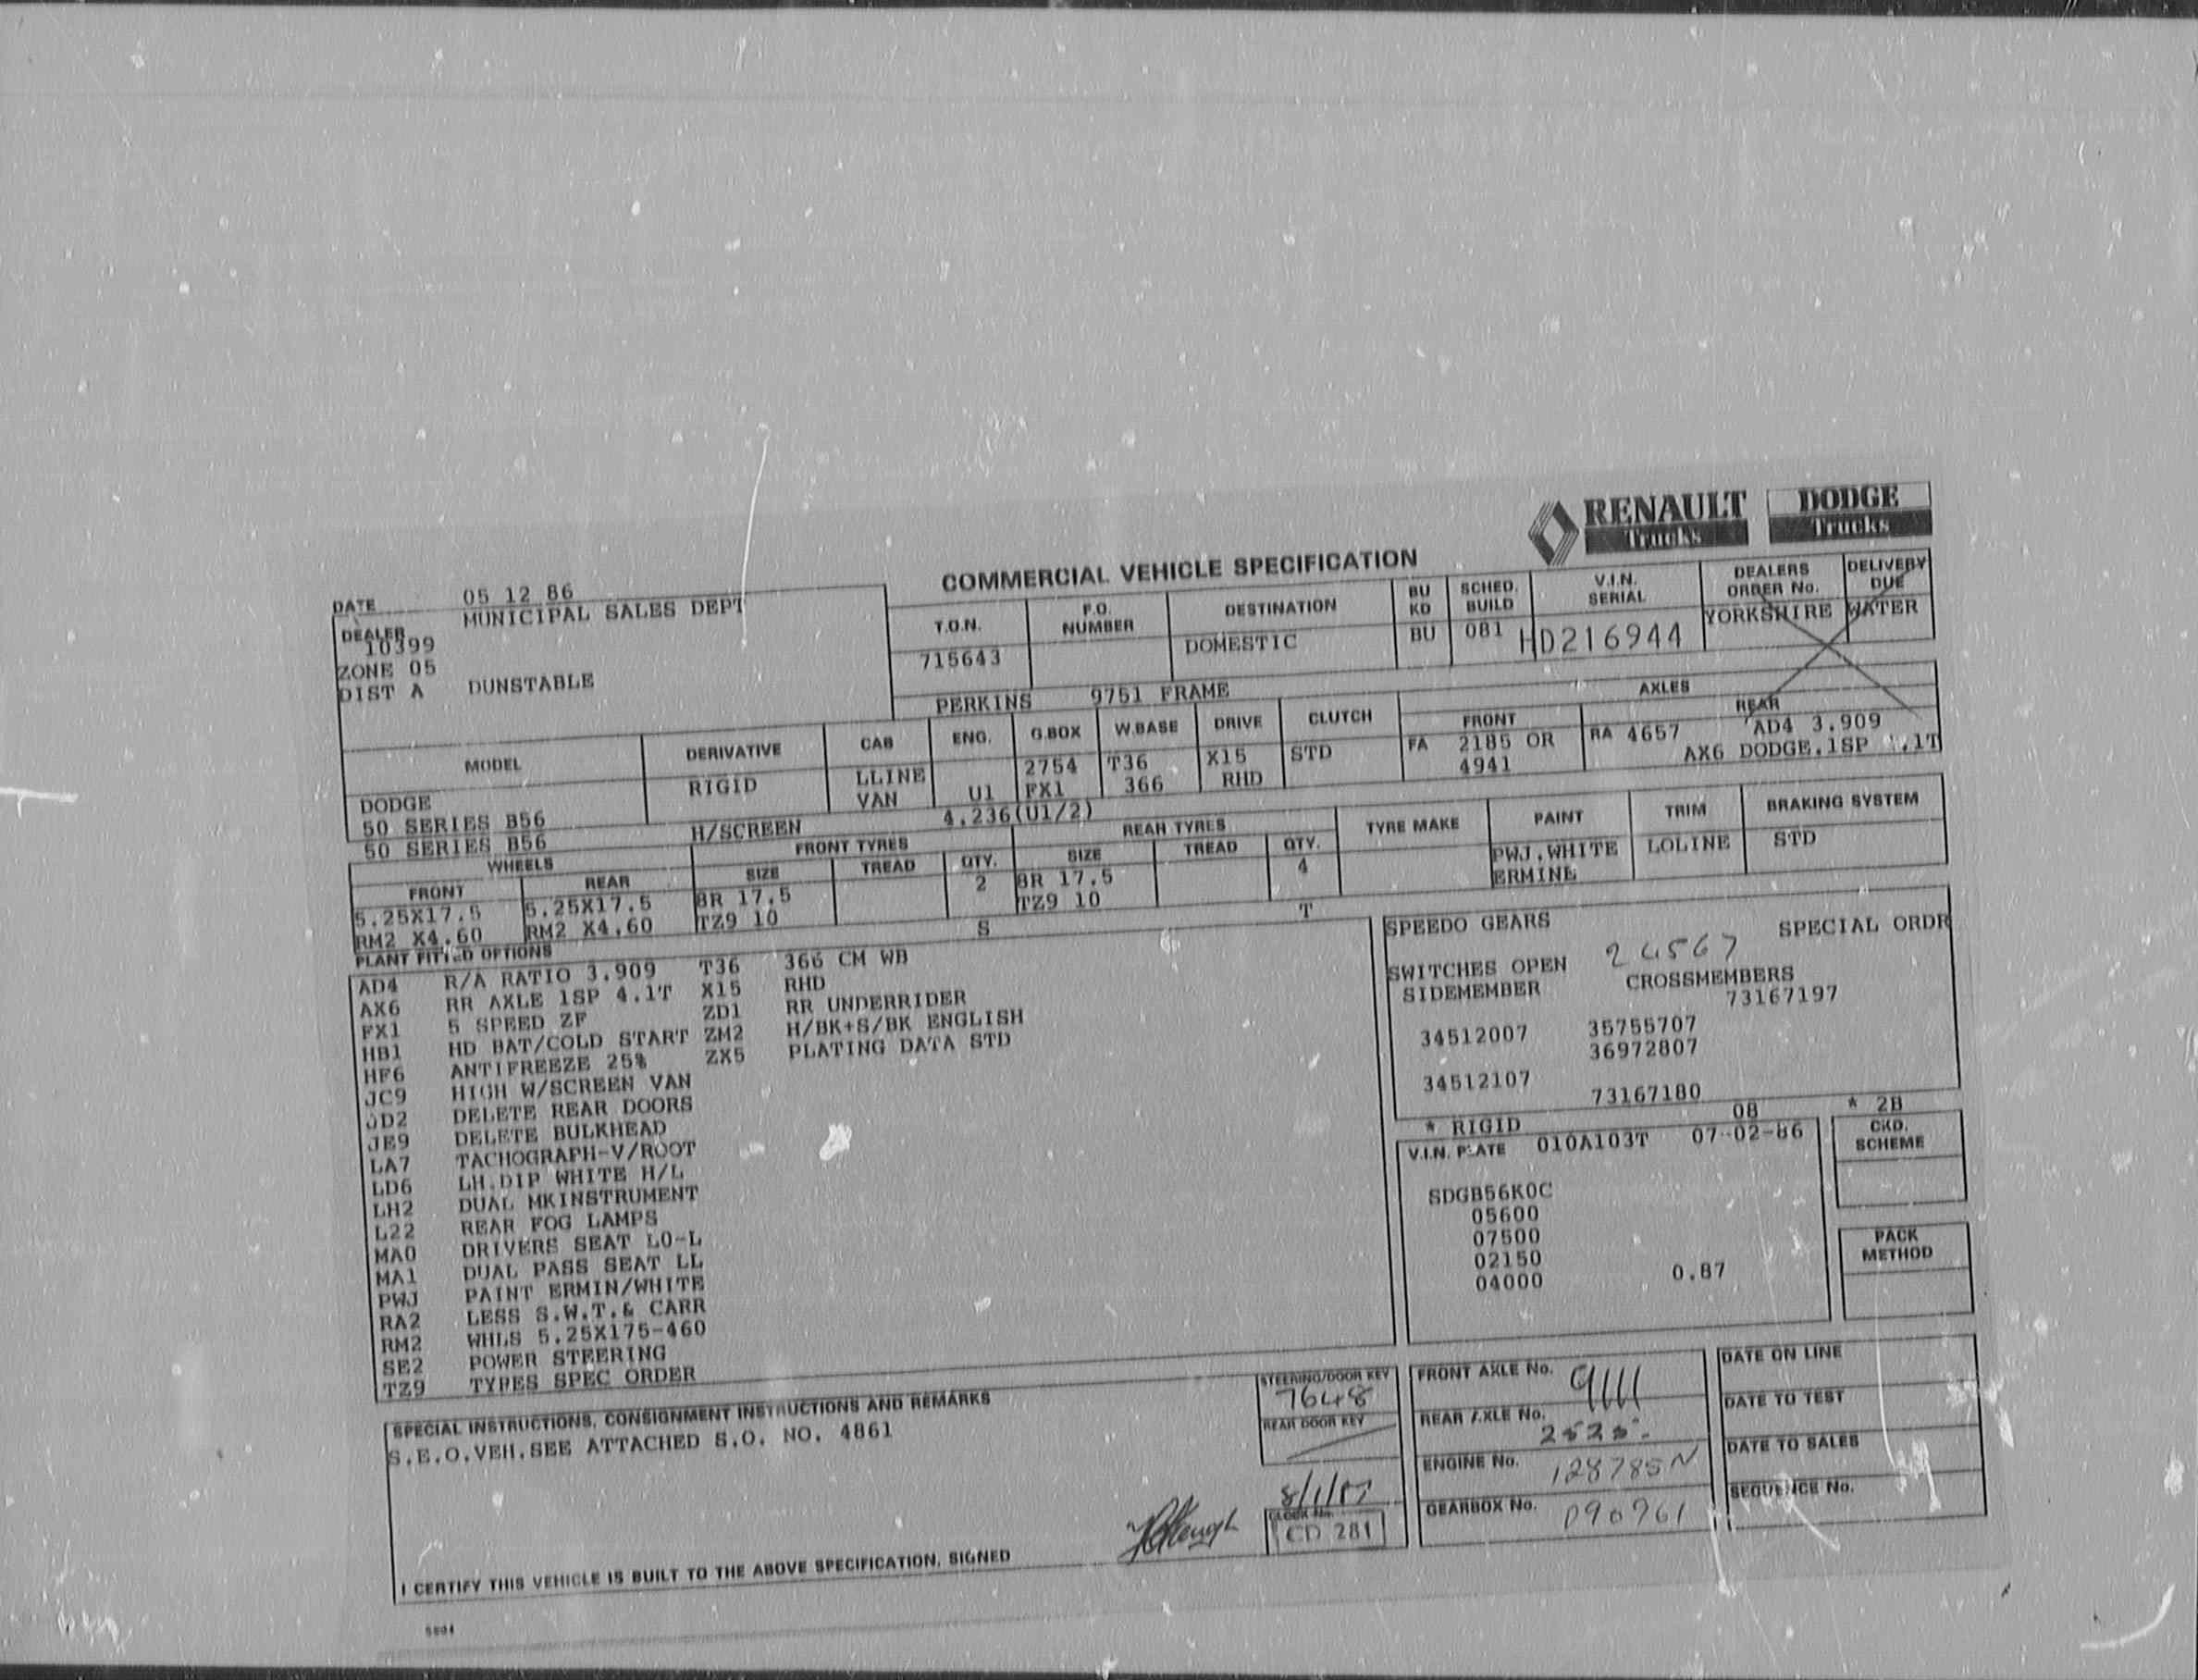 RENAULT Trucks DODGE Trucks
COMMERCIAL VEHICLE SPECIFICATION
DATE 05 12 86
DEALER MUNICIPAL SALES DEPT
10399
ZONE 05
DIST A DUNSTABLE
T.O.N. P.O. NUMBER DESTINATION BU KD SCHED. BUILD V.I.N. SERIAL DEALERS ORDER No. DELIVERY DUE
715643 DOMESTIC BU 081 HD216944 YORKSHIRE WATER
PERKINS 9751 FRAME
MODEL DERIVATIVE CAB ENG. G.BOX W.BASE DRIVE CLUTCH AXLES FRONT REAR
DODGE RIGID LLINE 2754 T36 X15 STD FA 2185 OR RA 4657 AD4 3.909
50 SERIES B56 VAN U1 FX1 366 RHD 4941 AX6 DODGE.1SP .1T
50 SERIES B56 H/SCREEN 4.236(U1/2)
WHEELS FRONT TYRES REAR TYRES TYRE MAKE PAINT TRIM BRAKING SYSTEM
FRONT REAR SIZE TREAD QTY. SIZE TREAD QTY.
5.25X17.5 5.25X17.5 8R 17.5 2 8R 17.5 4 PWJ.WHITE LOLINE STD
RM2 X4.60 RM2 X4.60 TZ9 10 TZ9 10 ERMINE
PLANT FITTED OPTIONS S T
AD4 R/A RATIO 3.909 T36 366 CM WB
AX6 RR AXLE 1SP 4.1T X15 RHD
FX1 5 SPEED ZF ZD1 RR UNDERRIDER
HB1 HD BAT/COLD START ZM2 H/BK+S/BK ENGLISH
HF6 ANTIFREEZE 25% ZX5 PLATING DATA STD
JC9 HIGH W/SCREEN VAN
JD2 DELETE REAR DOORS
JE9 DELETE BULKHEAD
LA7 TACHOGRAPH-V/ROOT
LD6 LH.DIP WHITE H/L
LH2 DUAL MKINSTRUMENT
L22 REAR FOG LAMPS
MA0 DRIVERS SEAT LO-L
MA1 DUAL PASS SEAT LL
PWJ PAINT ERMIN/WHITE
RA2 LESS S.W.T.& CARR
RM2 WHLS 5.25X175-460
SE2 POWER STEERING
TZ9 TYRES SPEC ORDER
SPEEDO GEARS SPECIAL ORDR
SWITCHES OPEN 24567
SIDEMEMBER CROSSMEMBERS
73167197
34512007 35755707
36972807
34512107
73167180
* RIGID 08 * 2B
V.I.N. PLATE 010A103T 07-02-86 CKD. SCHEME
SDGB56K0C
05600
07500
02150
04000 0.87
PACK METHOD
SPECIAL INSTRUCTIONS, CONSIGNMENT INSTRUCTIONS AND REMARKS
S.E.O.VEH.SEE ATTACHED S.O. NO. 4861
STEERING/DOOR KEY 7648
REAR DOOR KEY
8/1/87
CLOCK No. CD 281
FRONT AXLE No. 9111
REAR AXLE No.
ENGINE No. 128785N
GEARBOX No. 090961
DATE ON LINE
DATE TO TEST
DATE TO SALES
SEQUENCE No.
I CERTIFY THIS VEHICLE IS BUILT TO THE ABOVE SPECIFICATION, SIGNED
5804